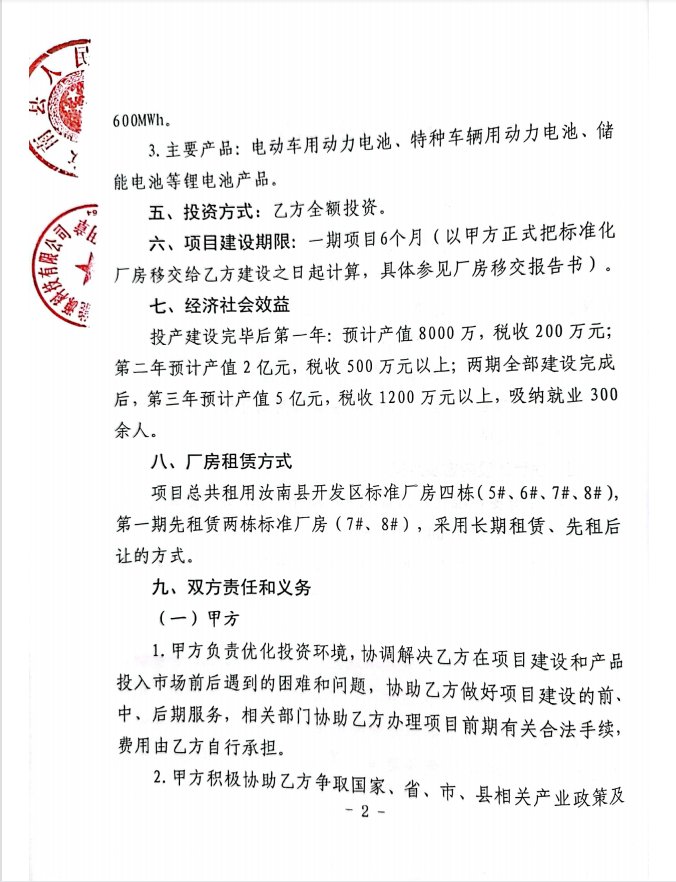 600MWh。
3.主要产品：电动车用动力电池、特种车辆用动力电池、储
能电池等锂电池产品。
五、投资方式：乙方全额投资。
六、项目建设期限：一期项目6个月（以甲方正式把标准化
厂房移交给乙方建设之日起计算，具体参见厂房移交报告书）。
七、经济社会效益
投产建设完毕后第一年：预计产值 8000 万，税收 200 万元；
第二年预计产值 2 亿元，税收 500 万元以上；两期全部建设完成
后，第三年预计产值 5 亿元，税收 1200 万元以上，吸纳就业 300
余人。
八、厂房租赁方式
项目总共租用汝南县开发区标准厂房四栋（5#、6#、7#、8#），
第一期先租赁两栋标准厂房（7#、8#），采用长期租赁、先租后
让的方式。
九、双方责任和义务
（一）甲方
1.甲方负责优化投资环境，协调解决乙方在项目建设和产品
投入市场前后遇到的困难和问题，协助乙方做好项目建设的前、
中、后期服务，相关部门协助乙方办理项目前期有关合法手续，
费用由乙方自行承担。
2.甲方积极协助乙方争取国家、省、市、县相关产业政策及
- 2 -
南县人民
能源科技有限公司